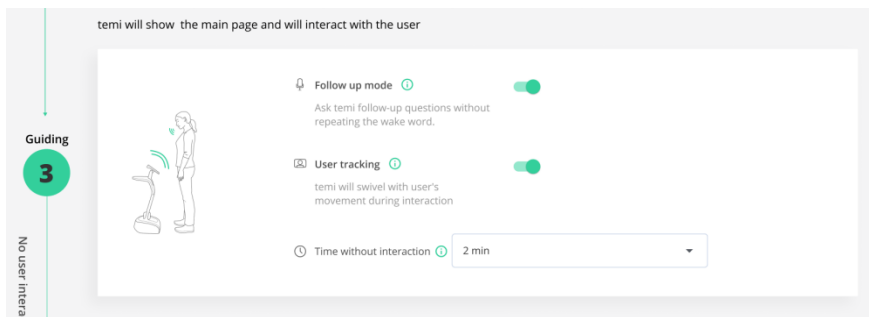 temi will show the main page and will interact with the user
Follow up mode
Ask temi follow-up questions without
repeating the wake word.
Guiding
3
User tracking
temi will swivel with user's
movement during interaction
Time without interaction
2 min
No user intera